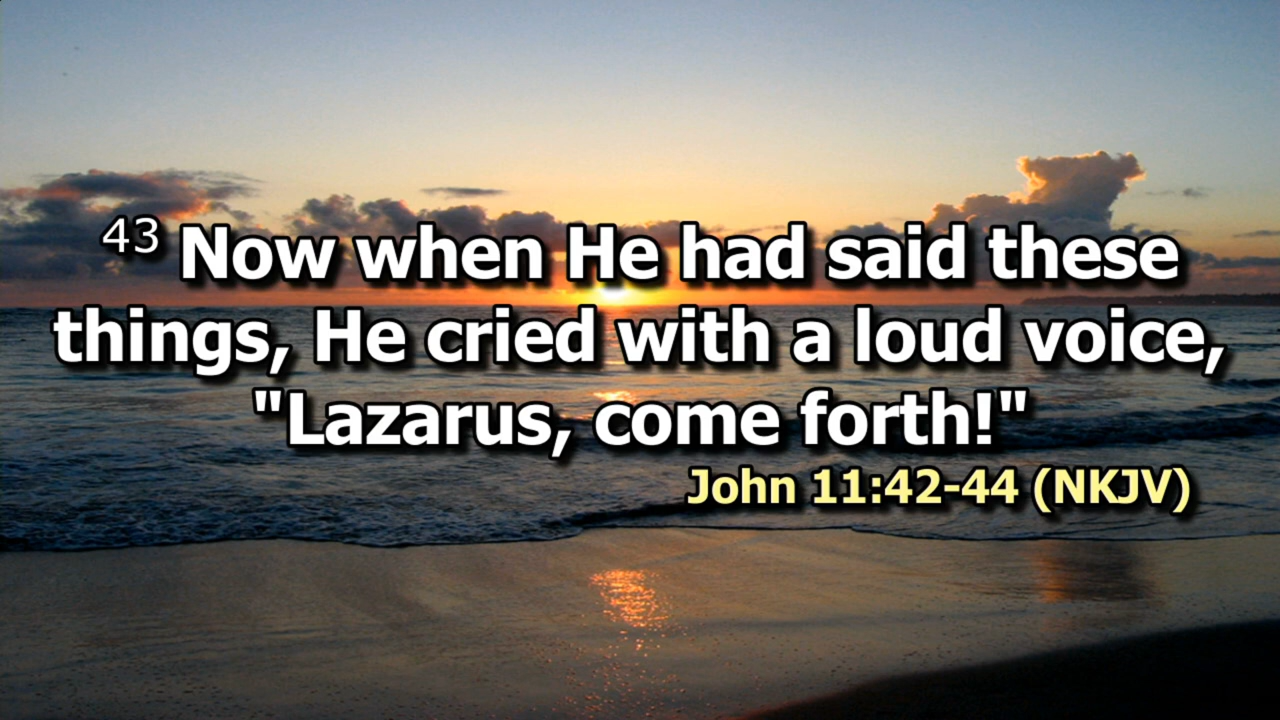 43 Now when He had said these
things, He cried with a loud voice,
"Lazarus, come forth!"
John 11:42-44 (NKJV)